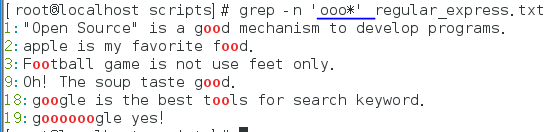 [root@localhost scripts]# grep -n 'ooo*' regular_express.txt
1:"Open Source" is a good mechanism to develop programs.
2:apple is my favorite food.
3:Football game is not use feet only.
9:Oh! The soup taste good.
18:google is the best tools for search keyword.
19:goooooogle yes!